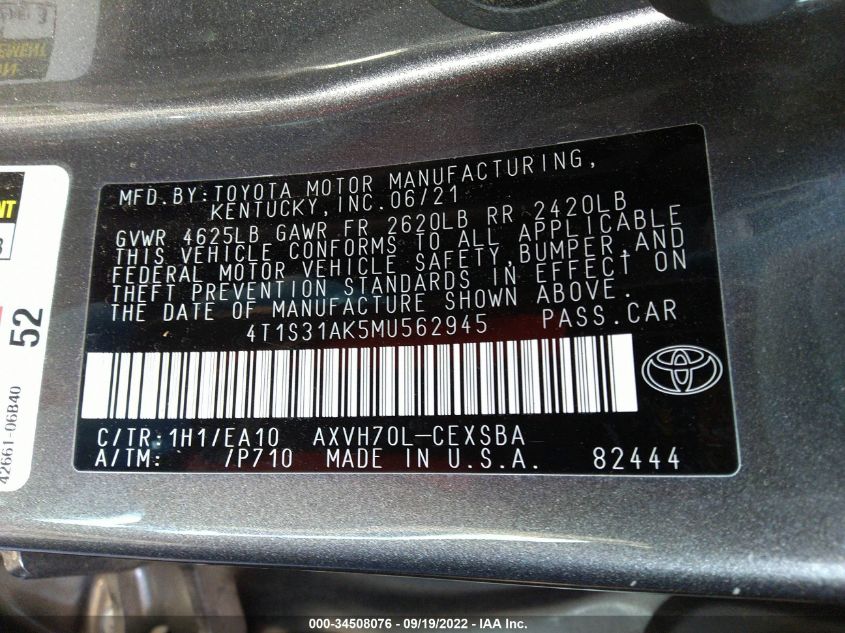 MFD.BY:TOYOTA MOTOR MANUFACTURING,
KENTUCKY,INC.06/21
GVWR 4625LB GAWR FR 2620LB RR 2420LB
THIS VEHICLE CONFORMS TO ALL APPLICABLE
FEDERAL MOTOR VEHICLE SAFETY,BUMPER,AND
THEFT PREVENTION STANDARDS IN EFFECT ON
THE DATE OF MANUFACTURE SHOWN ABOVE.
4T1S31AK5MU562945 PASS.CAR
C/TR:1H1/EA10 AXVH70L-CEXSBA
A/TM: /P710 MADE IN U.S.A. 82444
52
42661-06B40
000-34508076 - 09/19/2022 - IAA Inc.